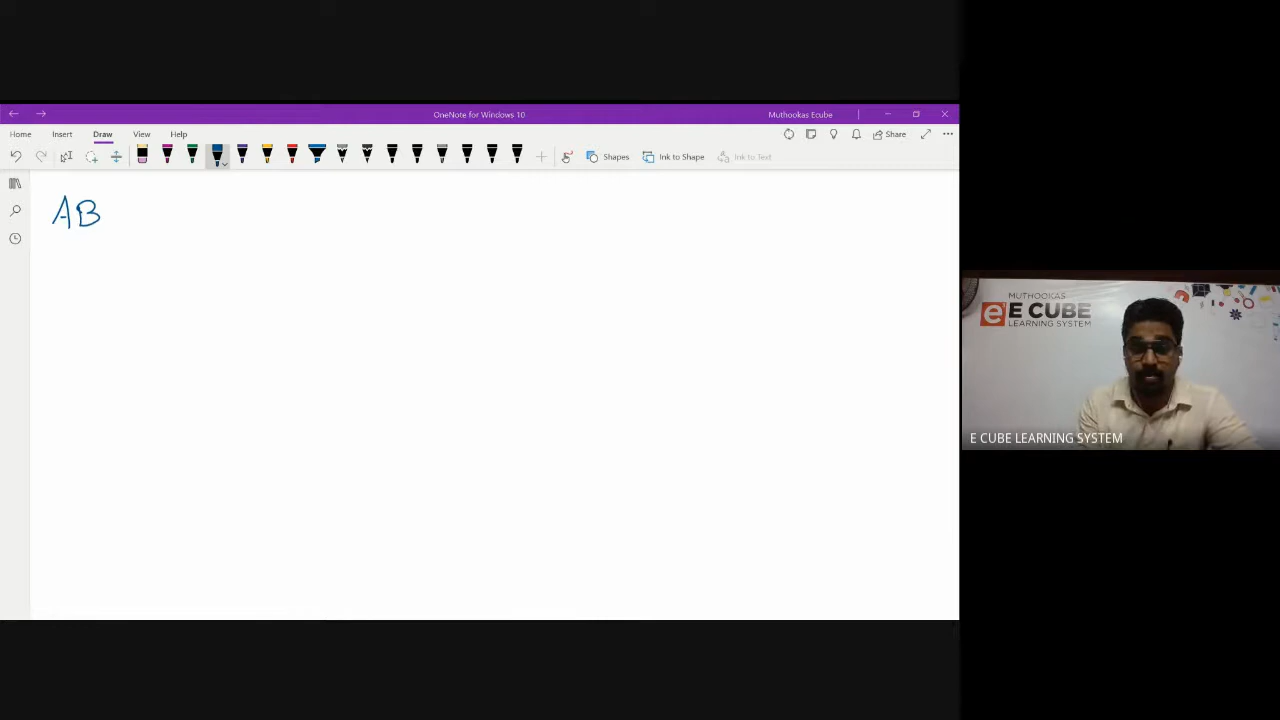 OneNote for Windows 10
Muthookas Ecube
Home Insert Draw View Help
Share
Shapes
Ink to Shape
Ink to Text
AB
MUTHOOKAS
e E CUBE
LEARNING SYSTEM
E CUBE LEARNING SYSTEM